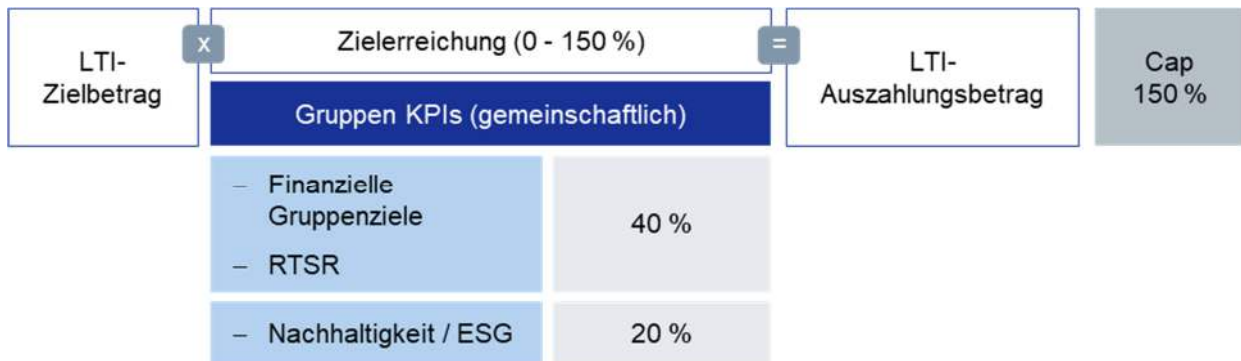 LTI-
Zielbetrag
x
Zielerreichung (0 - 150 %)
=
LTI-
Auszahlungsbetrag
Cap
150 %
Gruppen KPIs (gemeinschaftlich)
– Finanzielle
Gruppenziele
– RTSR
40 %
– Nachhaltigkeit / ESG
20 %